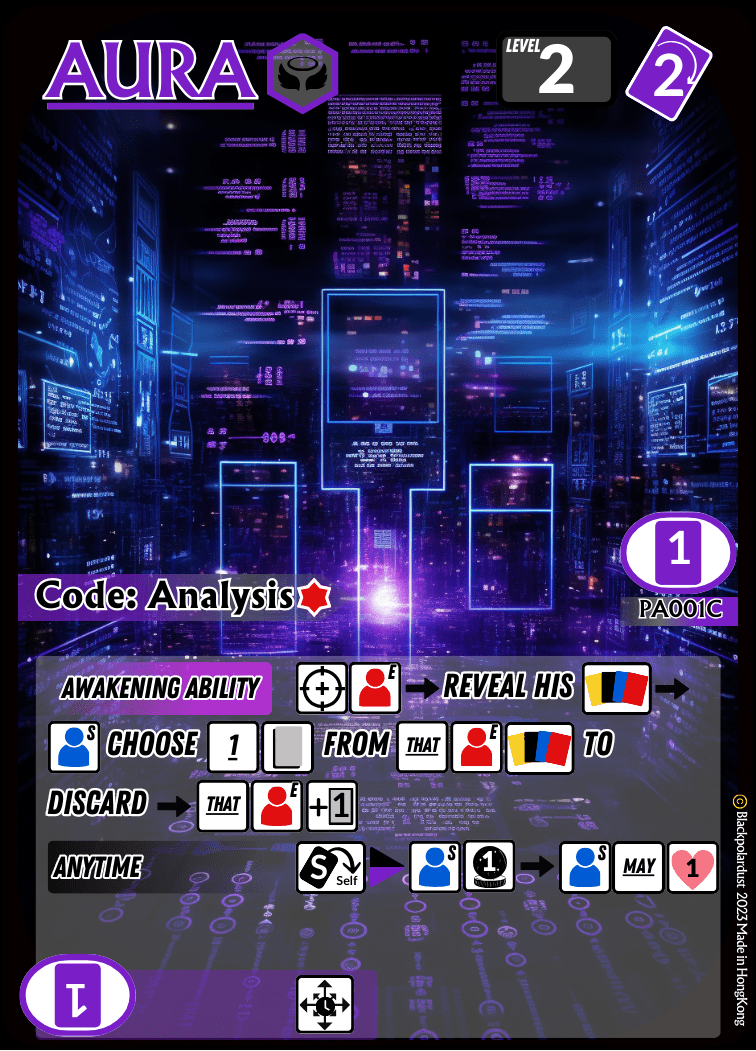 AURA
LEVEL 2
2
1
Code: Analysis
PA001C
AWAKENING ABILITY E REVEAL HIS
S CHOOSE 1 FROM THAT E TO
DISCARD THAT E +1
ANYTIME S Self S 1 S MAY 1
1
© Blackpolardust 2023 Made in HongKong